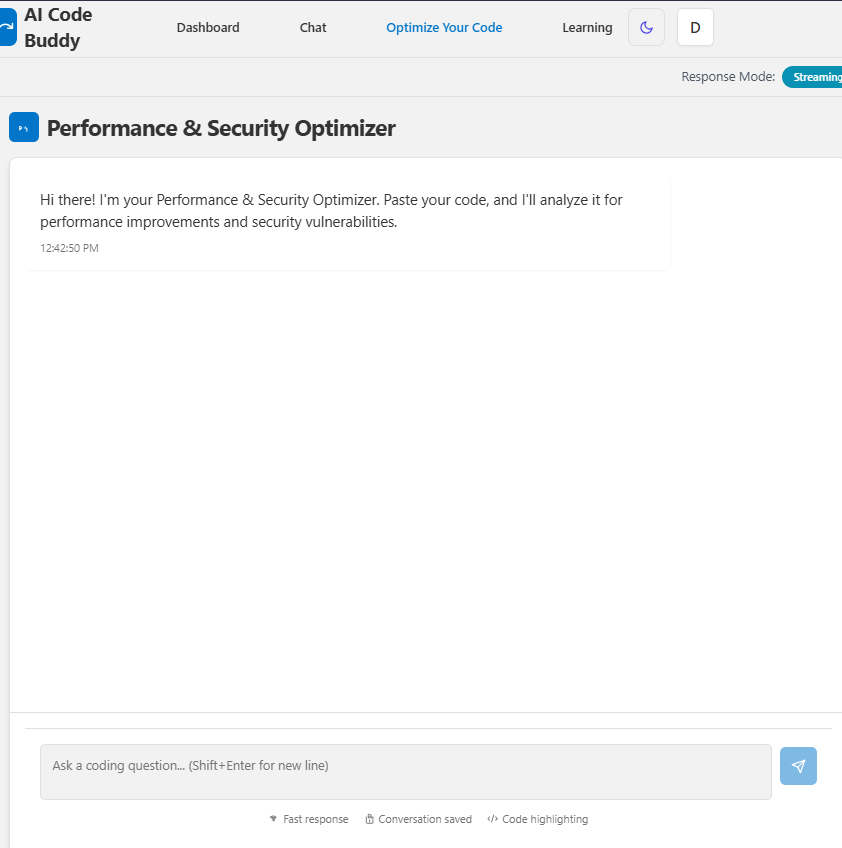 AI Code
Buddy
Dashboard
Chat
Optimize Your Code
Learning
D
Response Mode:
Streaming
Performance & Security Optimizer
Hi there! I'm your Performance & Security Optimizer. Paste your code, and I'll analyze it for
performance improvements and security vulnerabilities.
12:42:50 PM
Ask a coding question... (Shift+Enter for new line)
Fast response
Conversation saved
</> Code highlighting